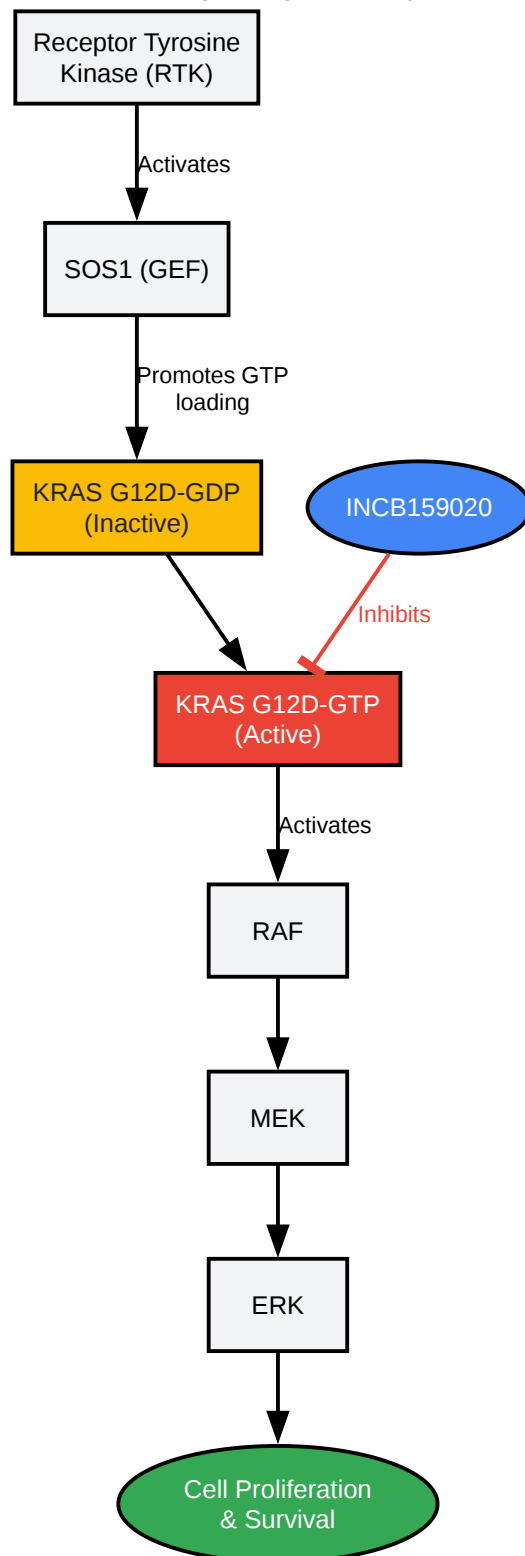 Receptor Tyrosine
Kinase (RTK)
Activates
SOS1 (GEF)
Promotes GTP
loading
KRAS G12D-GDP
(Inactive)
INCB159020
Inhibits
KRAS G12D-GTP
(Active)
Activates
RAF
MEK
ERK
Cell Proliferation
& Survival